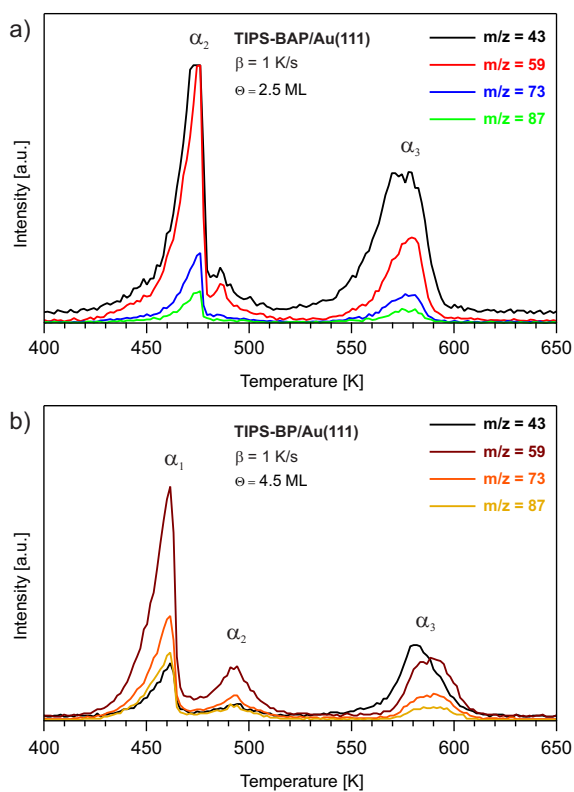 a)
α₂
TIPS-BAP/Au(111)
β = 1 K/s
Θ = 2.5 ML
m/z = 43
m/z = 59
m/z = 73
m/z = 87
α₃
Intensity [a.u.]
400 450 500 550 600 650
Temperature [K]
b)
α₁
TIPS-BP/Au(111)
β = 1 K/s
Θ = 4.5 ML
m/z = 43
m/z = 59
m/z = 73
m/z = 87
α₂
α₃
Intensity [a.u.]
400 450 500 550 600 650
Temperature [K]